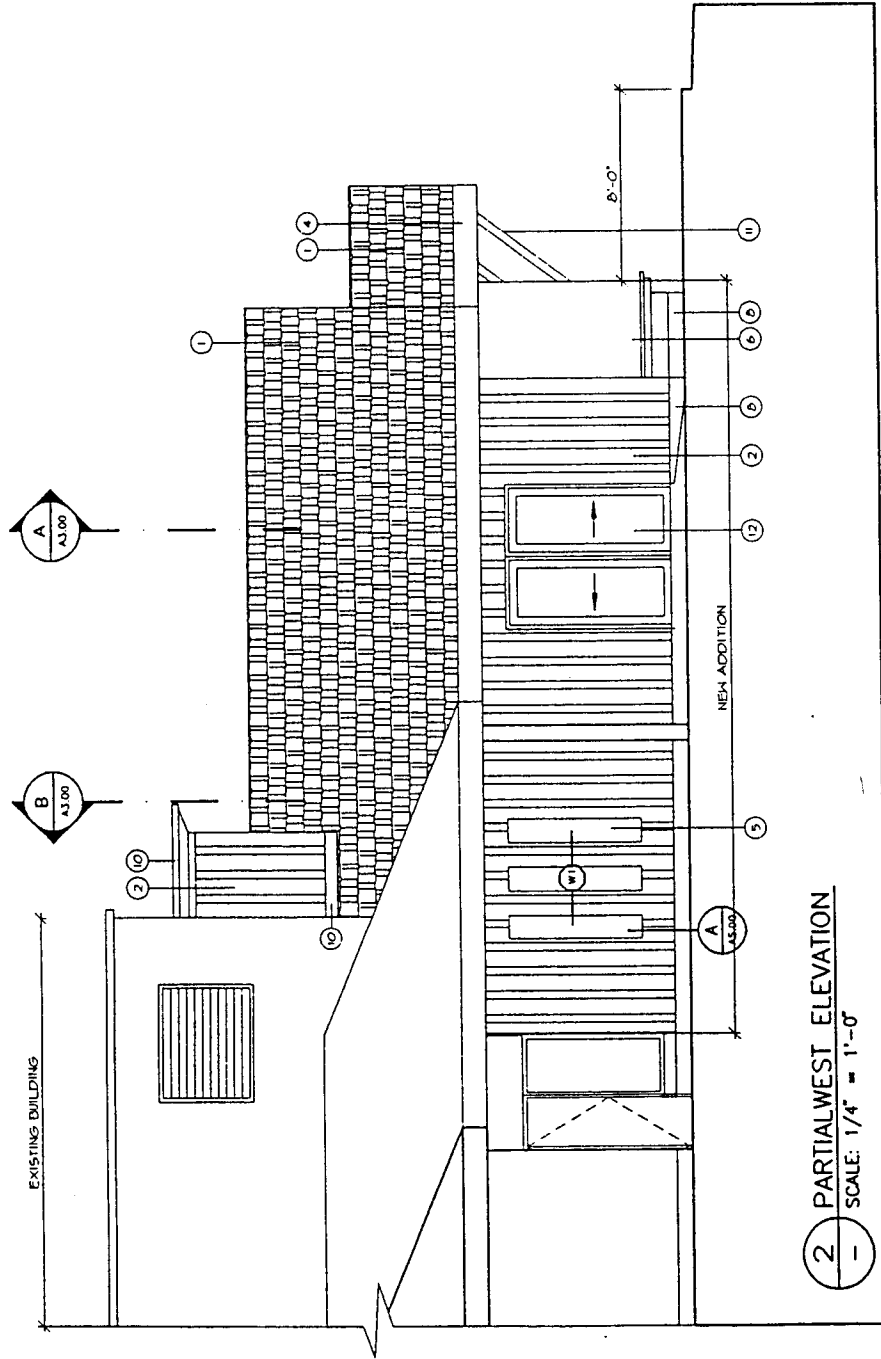 EXISTING BUILDING
B
A3.00
A
A3.00
10
2
10
1
1
4
8'-0"
W1
A
A5.00
5
NEW ADDITION
12
2
8
6
8
11
2
-
PARTIALWEST ELEVATION
SCALE: 1/4" = 1'-0"